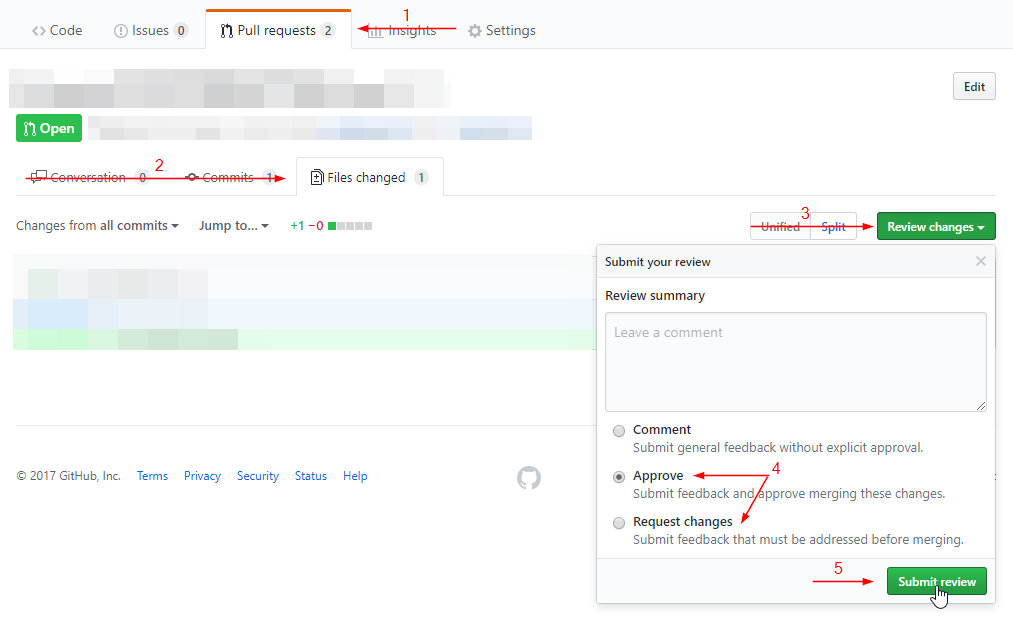 1
Code Issues 0 Pull requests 2 Insights Settings
Edit
Open
2
Conversation 0 Commits 1 Files changed 1
3
Changes from all commits Jump to... +1 −0 Unified Split Review changes
Submit your review
Review summary
Leave a comment
Comment
Submit general feedback without explicit approval.
4
Approve
Submit feedback and approve merging these changes.
Request changes
Submit feedback that must be addressed before merging.
5
Submit review
© 2017 GitHub, Inc. Terms Privacy Security Status Help